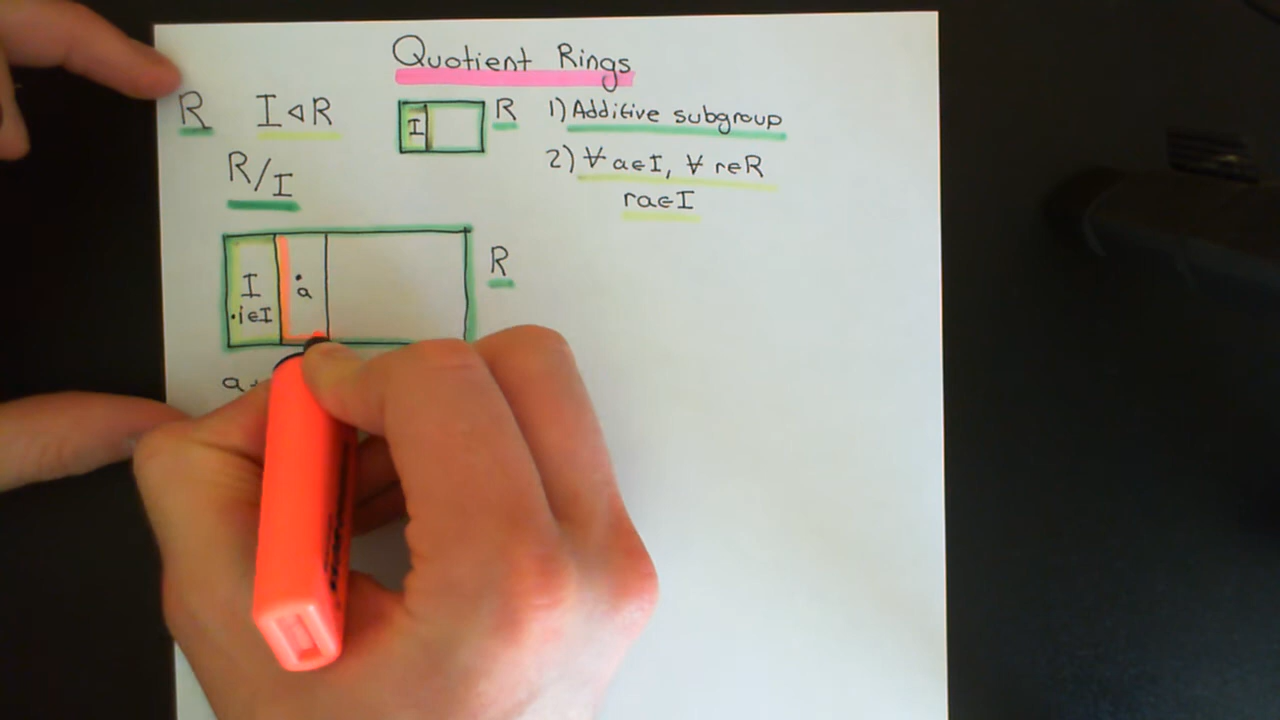 Quotient Rings
R I ⊲ R
I R
1) Additive subgroup
R/I
2) ∀ a∈I, ∀ r∈R
ra∈I
I a R
·i∈I
a